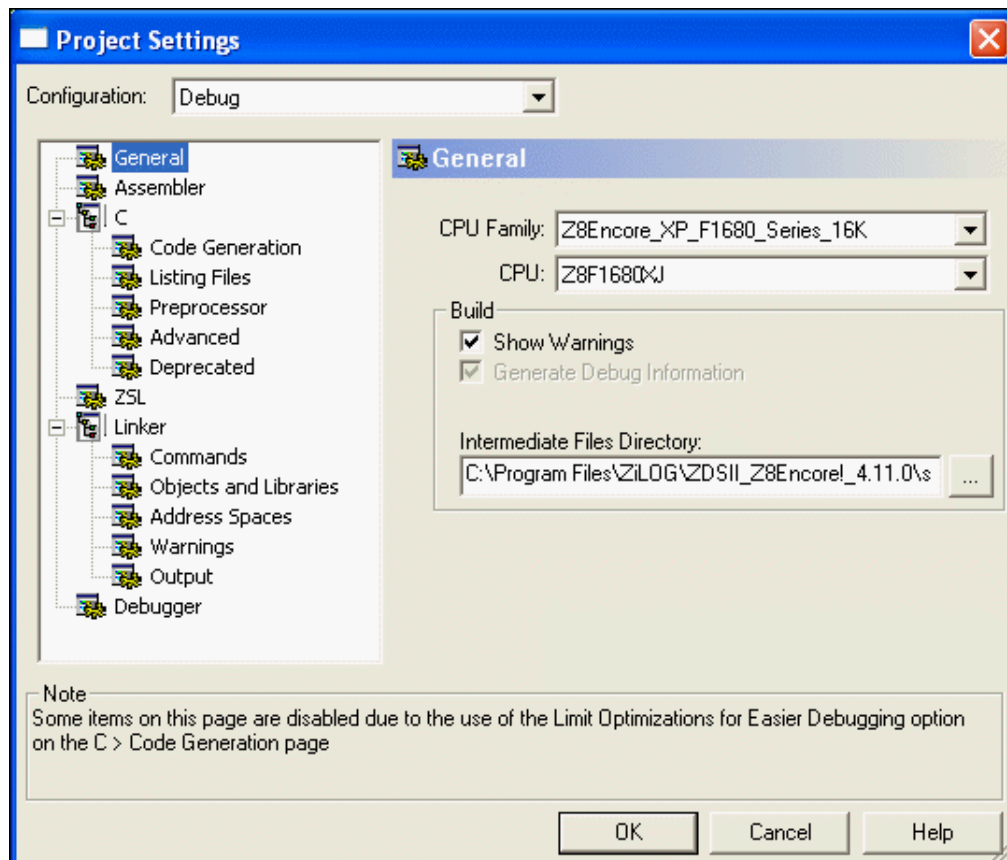 Project Settings
Configuration: Debug
General
Assembler
C
Code Generation
Listing Files
Preprocessor
Advanced
Deprecated
ZSL
Linker
Commands
Objects and Libraries
Address Spaces
Warnings
Output
Debugger
General
CPU Family: Z8Encore_XP_F1680_Series_16K
CPU: Z8F1680XJ
Build
Show Warnings
Generate Debug Information
Intermediate Files Directory:
C:\Program Files\ZiLOG\ZDSII_Z8Encore!_4.11.0\s ...
Note
Some items on this page are disabled due to the use of the Limit Optimizations for Easier Debugging option
on the C > Code Generation page
OK Cancel Help